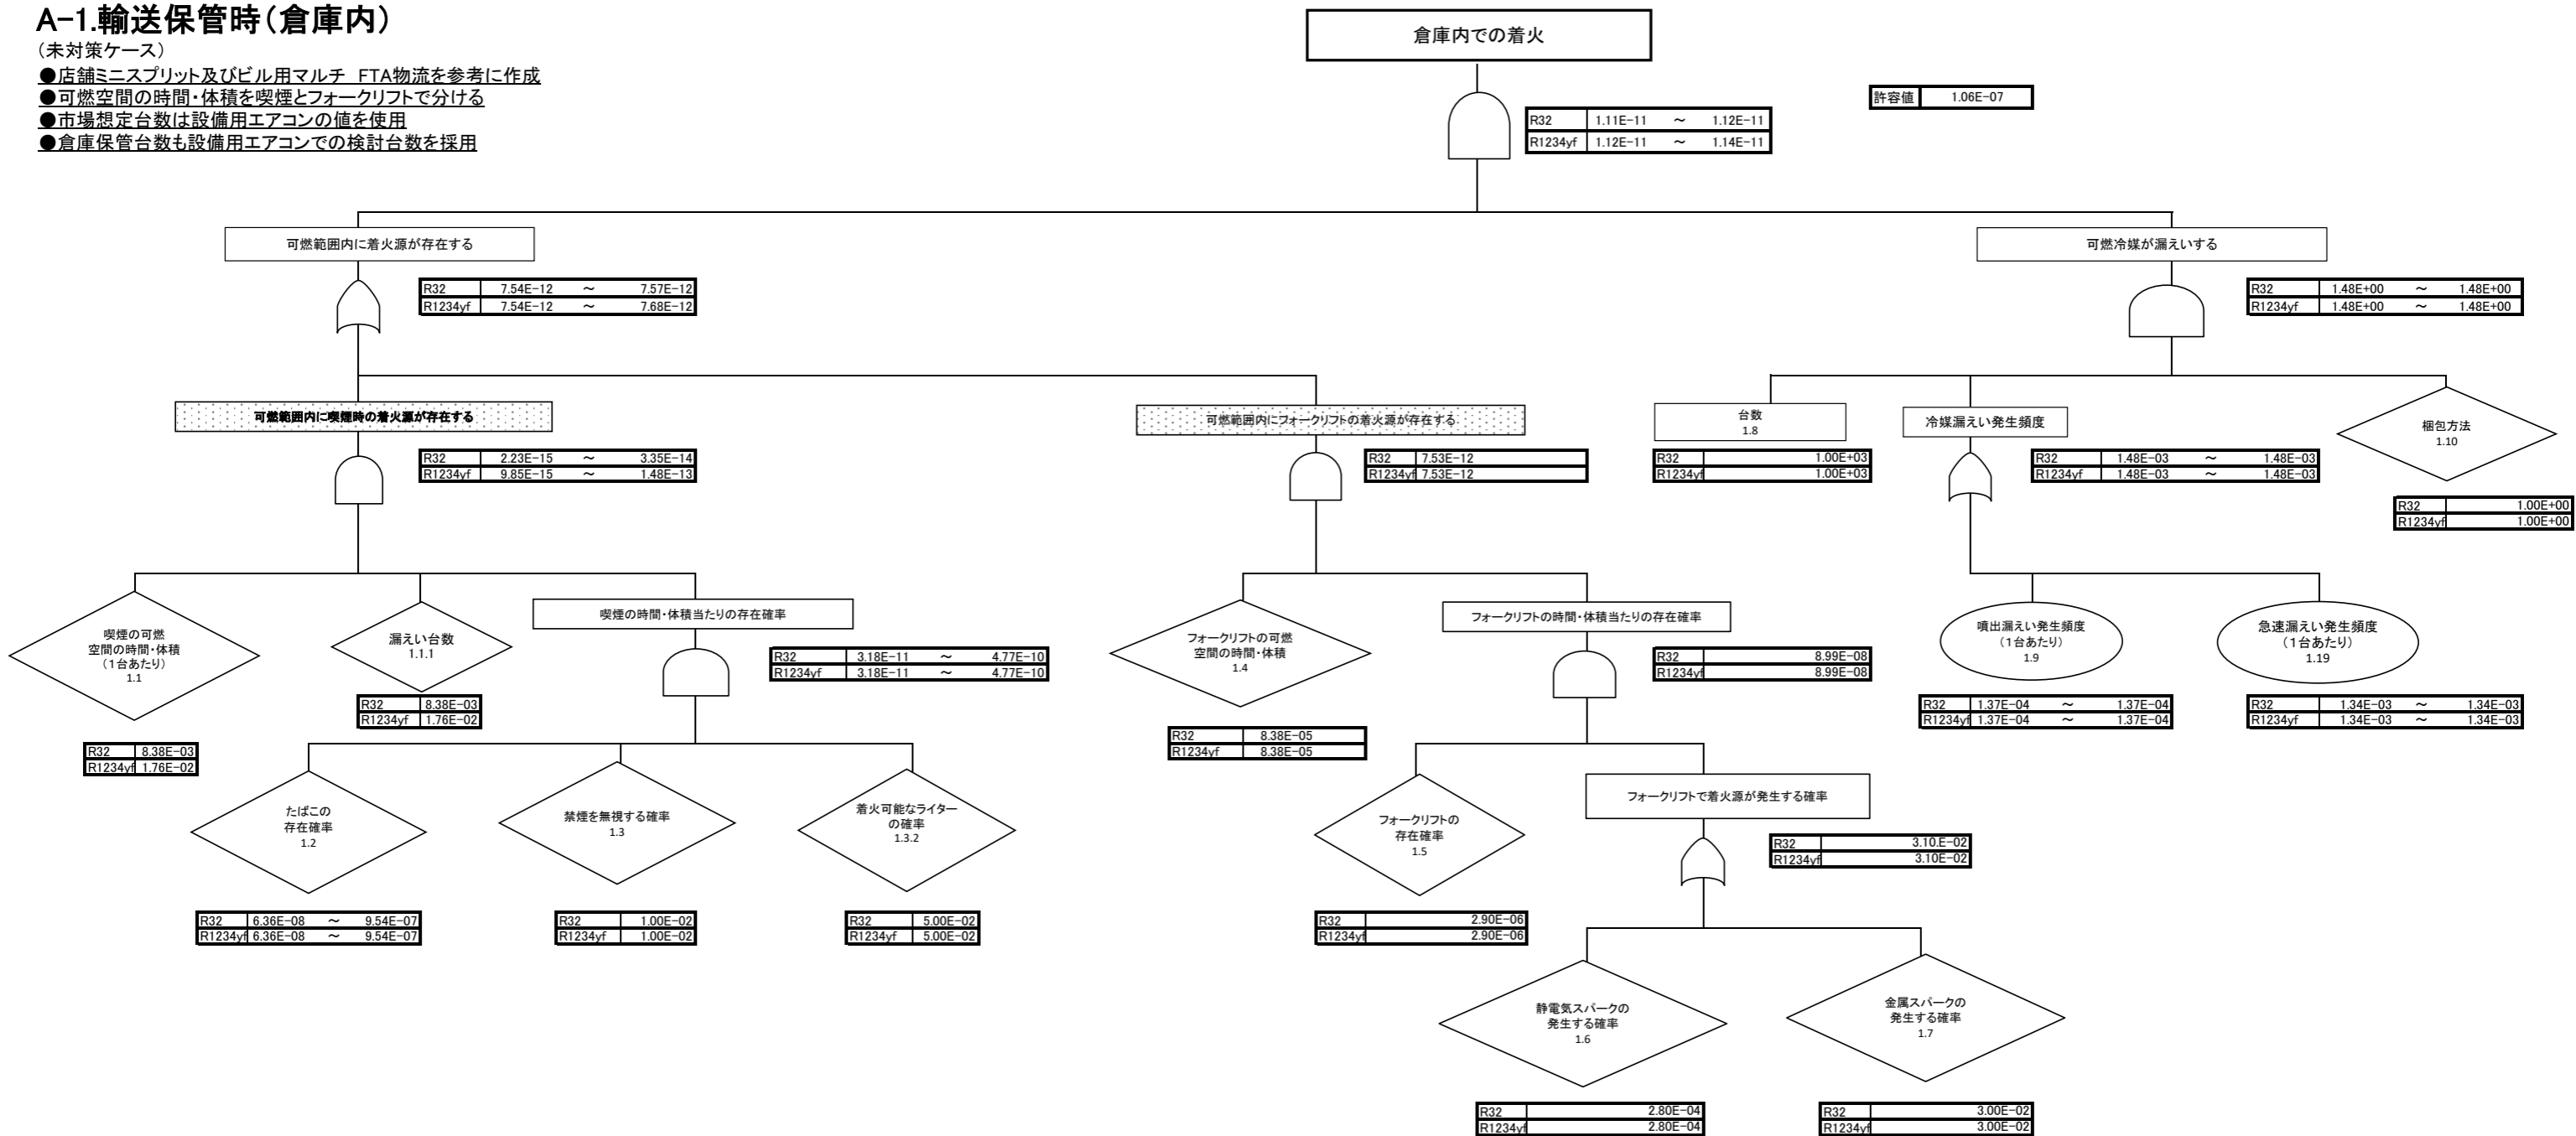 A-1.輸送保管時(倉庫内)
(未対策ケース)
●店舗ミニスプリット及びビル用マルチ FTA物流を参考に作成
●可燃空間の時間・体積を喫煙とフォークリフトで分ける
●市場想定台数は設備用エアコンの値を使用
●倉庫保管台数も設備用エアコンでの検討台数を採用
倉庫内での着火
許容値 1.06E-07
R32 1.11E-11 ～ 1.12E-11
R1234yf 1.12E-11 ～ 1.14E-11
可燃範囲内に着火源が存在する
R32 7.54E-12 ～ 7.57E-12
R1234yf 7.54E-12 ～ 7.68E-12
可燃冷媒が漏えいする
R32 1.48E+00 ～ 1.48E+00
R1234yf 1.48E+00 ～ 1.48E+00
可燃範囲内に喫煙時の着火源が存在する
R32 2.23E-15 ～ 3.35E-14
R1234yf 9.85E-15 ～ 1.48E-13
可燃範囲内にフォークリフトの着火源が存在する
R32 7.53E-12
R1234yf 7.53E-12
台数
1.8
R32 1.00E+03
R1234yf 1.00E+03
冷媒漏えい発生頻度
R32 1.48E-03 ～ 1.48E-03
R1234yf 1.48E-03 ～ 1.48E-03
梱包方法
1.10
R32 1.00E+00
R1234yf 1.00E+00
喫煙の可燃
空間の時間・体積
(1台あたり)
1.1
R32 8.38E-03
R1234yf 1.76E-02
漏えい台数
1.1.1
R32 8.38E-03
R1234yf 1.76E-02
喫煙の時間・体積当たりの存在確率
R32 3.18E-11 ～ 4.77E-10
R1234yf 3.18E-11 ～ 4.77E-10
フォークリフトの可燃
空間の時間・体積
1.4
R32 8.38E-05
R1234yf 8.38E-05
フォークリフトの時間・体積当たりの存在確率
R32 8.99E-08
R1234yf 8.99E-08
噴出漏えい発生頻度
(1台あたり)
1.9
R32 1.37E-04 ～ 1.37E-04
R1234yf 1.37E-04 ～ 1.37E-04
急速漏えい発生頻度
(1台あたり)
1.19
R32 1.34E-03 ～ 1.34E-03
R1234yf 1.34E-03 ～ 1.34E-03
たばこの
存在確率
1.2
R32 6.36E-08 ～ 9.54E-07
R1234yf 6.36E-08 ～ 9.54E-07
禁煙を無視する確率
1.3
R32 1.00E-02
R1234yf 1.00E-02
着火可能なライター
の確率
1.3.2
R32 5.00E-02
R1234yf 5.00E-02
フォークリフトの
存在確率
1.5
R32 2.90E-06
R1234yf 2.90E-06
フォークリフトで着火源が発生する確率
R32 3.10.E-02
R1234yf 3.10E-02
静電気スパークの
発生する確率
1.6
R32 2.80E-04
R1234yf 2.80E-04
金属スパークの
発生する確率
1.7
R32 3.00E-02
R1234yf 3.00E-02